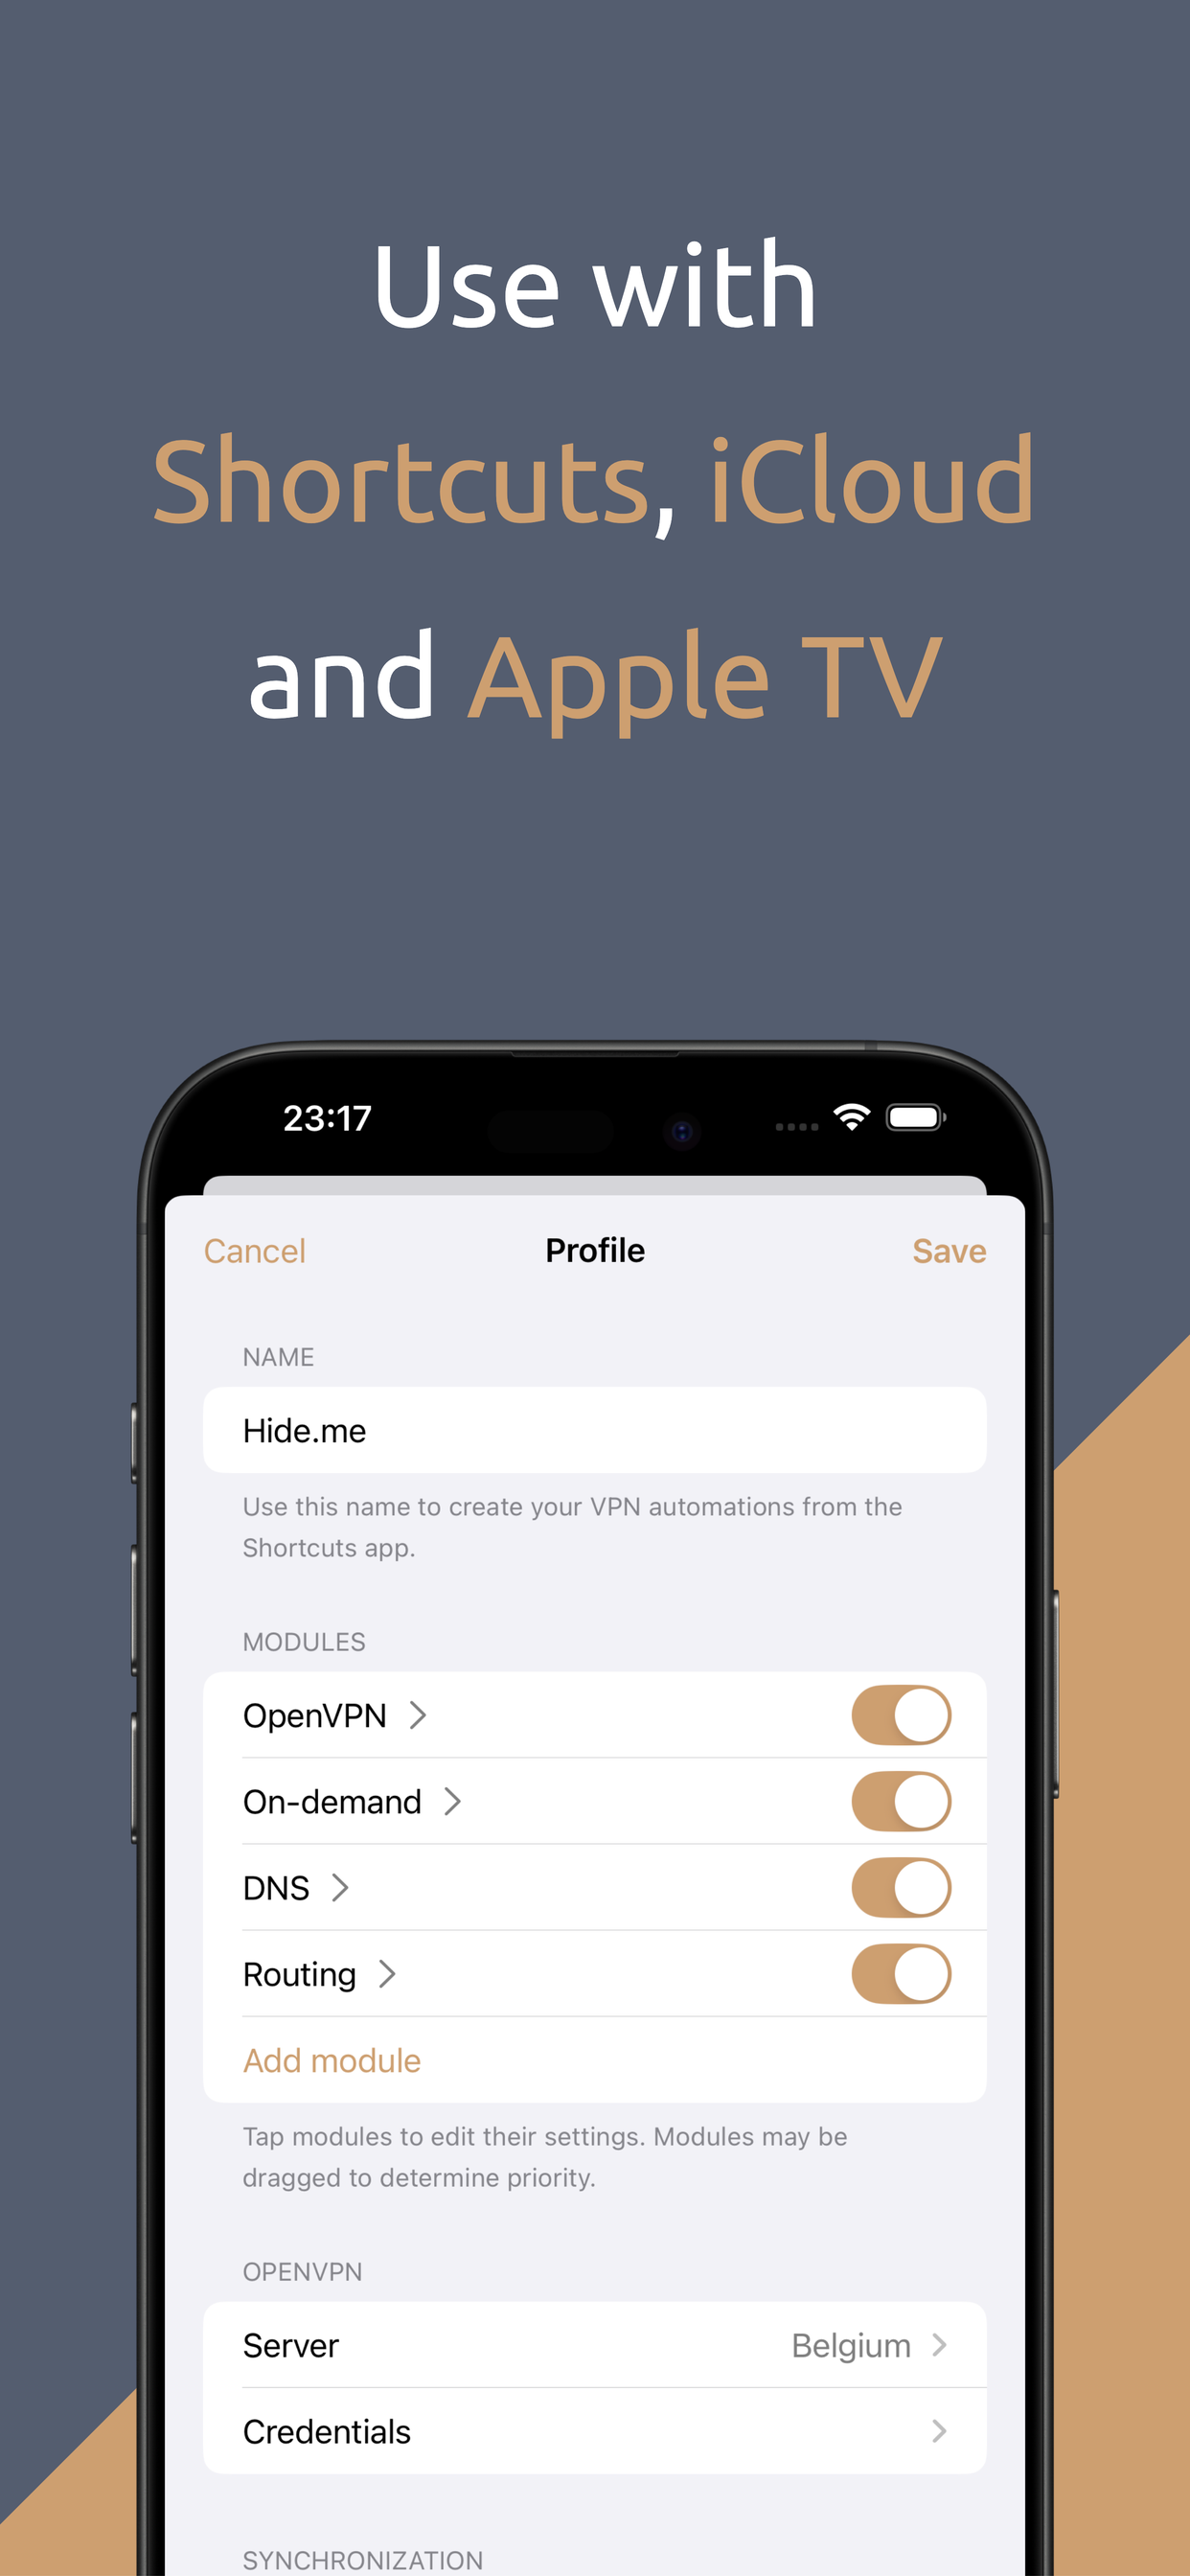 Use with
Shortcuts, iCloud
and Apple TV
23:17
Cancel
Profile
Save
NAME
Hide.me
Use this name to create your VPN automations from the
Shortcuts app.
MODULES
OpenVPN
On-demand
DNS
Routing
Add module
Tap modules to edit their settings. Modules may be
dragged to determine priority.
OPENVPN
Server
Belgium
Credentials
SYNCHRONIZATION